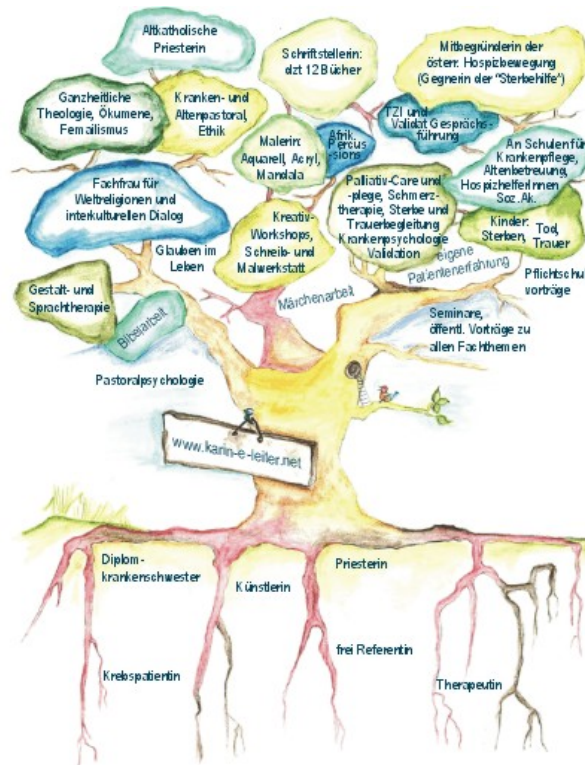 Altkatholische
Priesterin
Schriftstellerin:
dzt 12 Bücher
Mitbegründerin der
österr. Hospizbewegung
(Gegnerin der "Sterbehilfe")
Ganzheitliche
Theologie, Ökumene,
Femailismus
Kranken- und
Altenpastoral,
Ethik
Malerin:
Aquarell, Acryl,
Mandala
Afrik.
Percus-
sions
TZI und
Validat Gesprächs-
führung
An Schulen für
Krankenpflege,
Altenbetreuung,
HospizhelferInnen
Soz. Ak.
Fachfrau für
Weltreligionen und
interkulturellen Dialog
Kreativ-
Workshops,
Schreib- und
Malwerkstatt
Palliativ-Care und
-pflege, Schmerz-
therapie, Sterbe und
Trauerbegleitung
Krankenpsychologie
Validation
Kinder:
Sterben, Tod,
Trauer
Glauben im
Leben
Gestalt- und
Sprachtherapie
Bibelarbeit
Märchenarbeit
eigene
Patientenerfahrung
Pflichtschul
vorträge
Seminare,
öffentl. Vorträge zu
allen Fachthemen
Pastoralpsychologie
www.karin-e-leiter.net
Diplom-
krankenschwester
Künstlerin
Priesterin
Krebspatientin
frei Referentin
Therapeutin